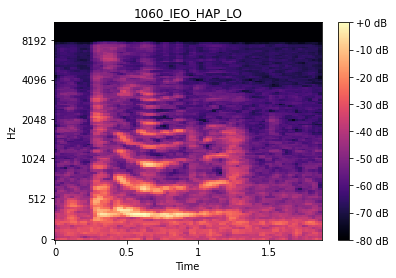 1060_IEO_HAP_LO
+0 dB
8192
-10 dB
4096
-20 dB
-30 dB
2048
Hz
-40 dB
1024
-50 dB
512
-60 dB
-70 dB
0
-80 dB
0
0.5
1
1.5
Time